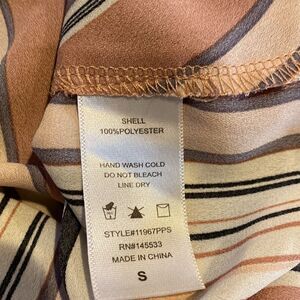 SHELL
100%POLYESTER
HAND WASH COLD
DO NOT BLEACH
LINE DRY
STYLE#11967PPS
RN#145533
MADE IN CHINA
S